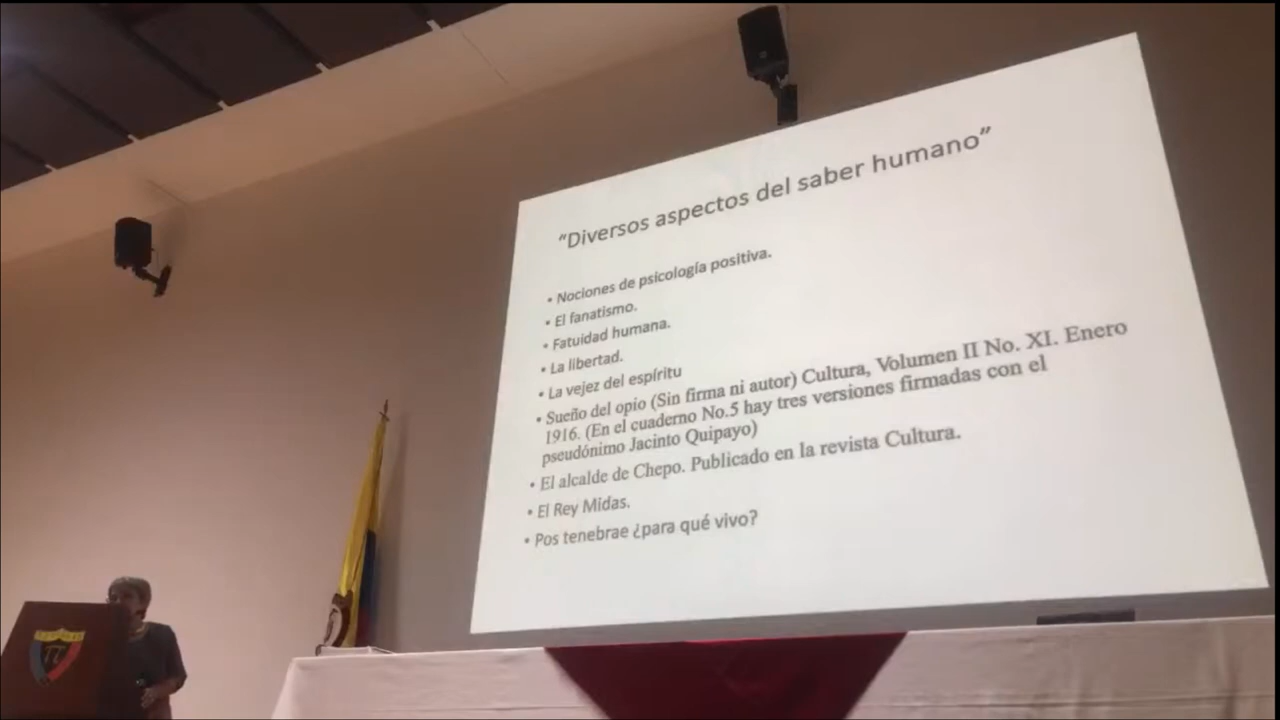 “Diversos aspectos del saber humano”
• Nociones de psicología positiva.
• El fanatismo.
• Fatuidad humana.
• La libertad.
• La vejez del espíritu
• Sueño del opio (Sin firma ni autor) Cultura, Volumen II No. XI. Enero
1916. (En el cuaderno No.5 hay tres versiones firmadas con el
pseudónimo Jacinto Quipayo)
• El alcalde de Chepo. Publicado en la revista Cultura.
• El Rey Midas.
• Pos tenebrae ¿para qué vivo?